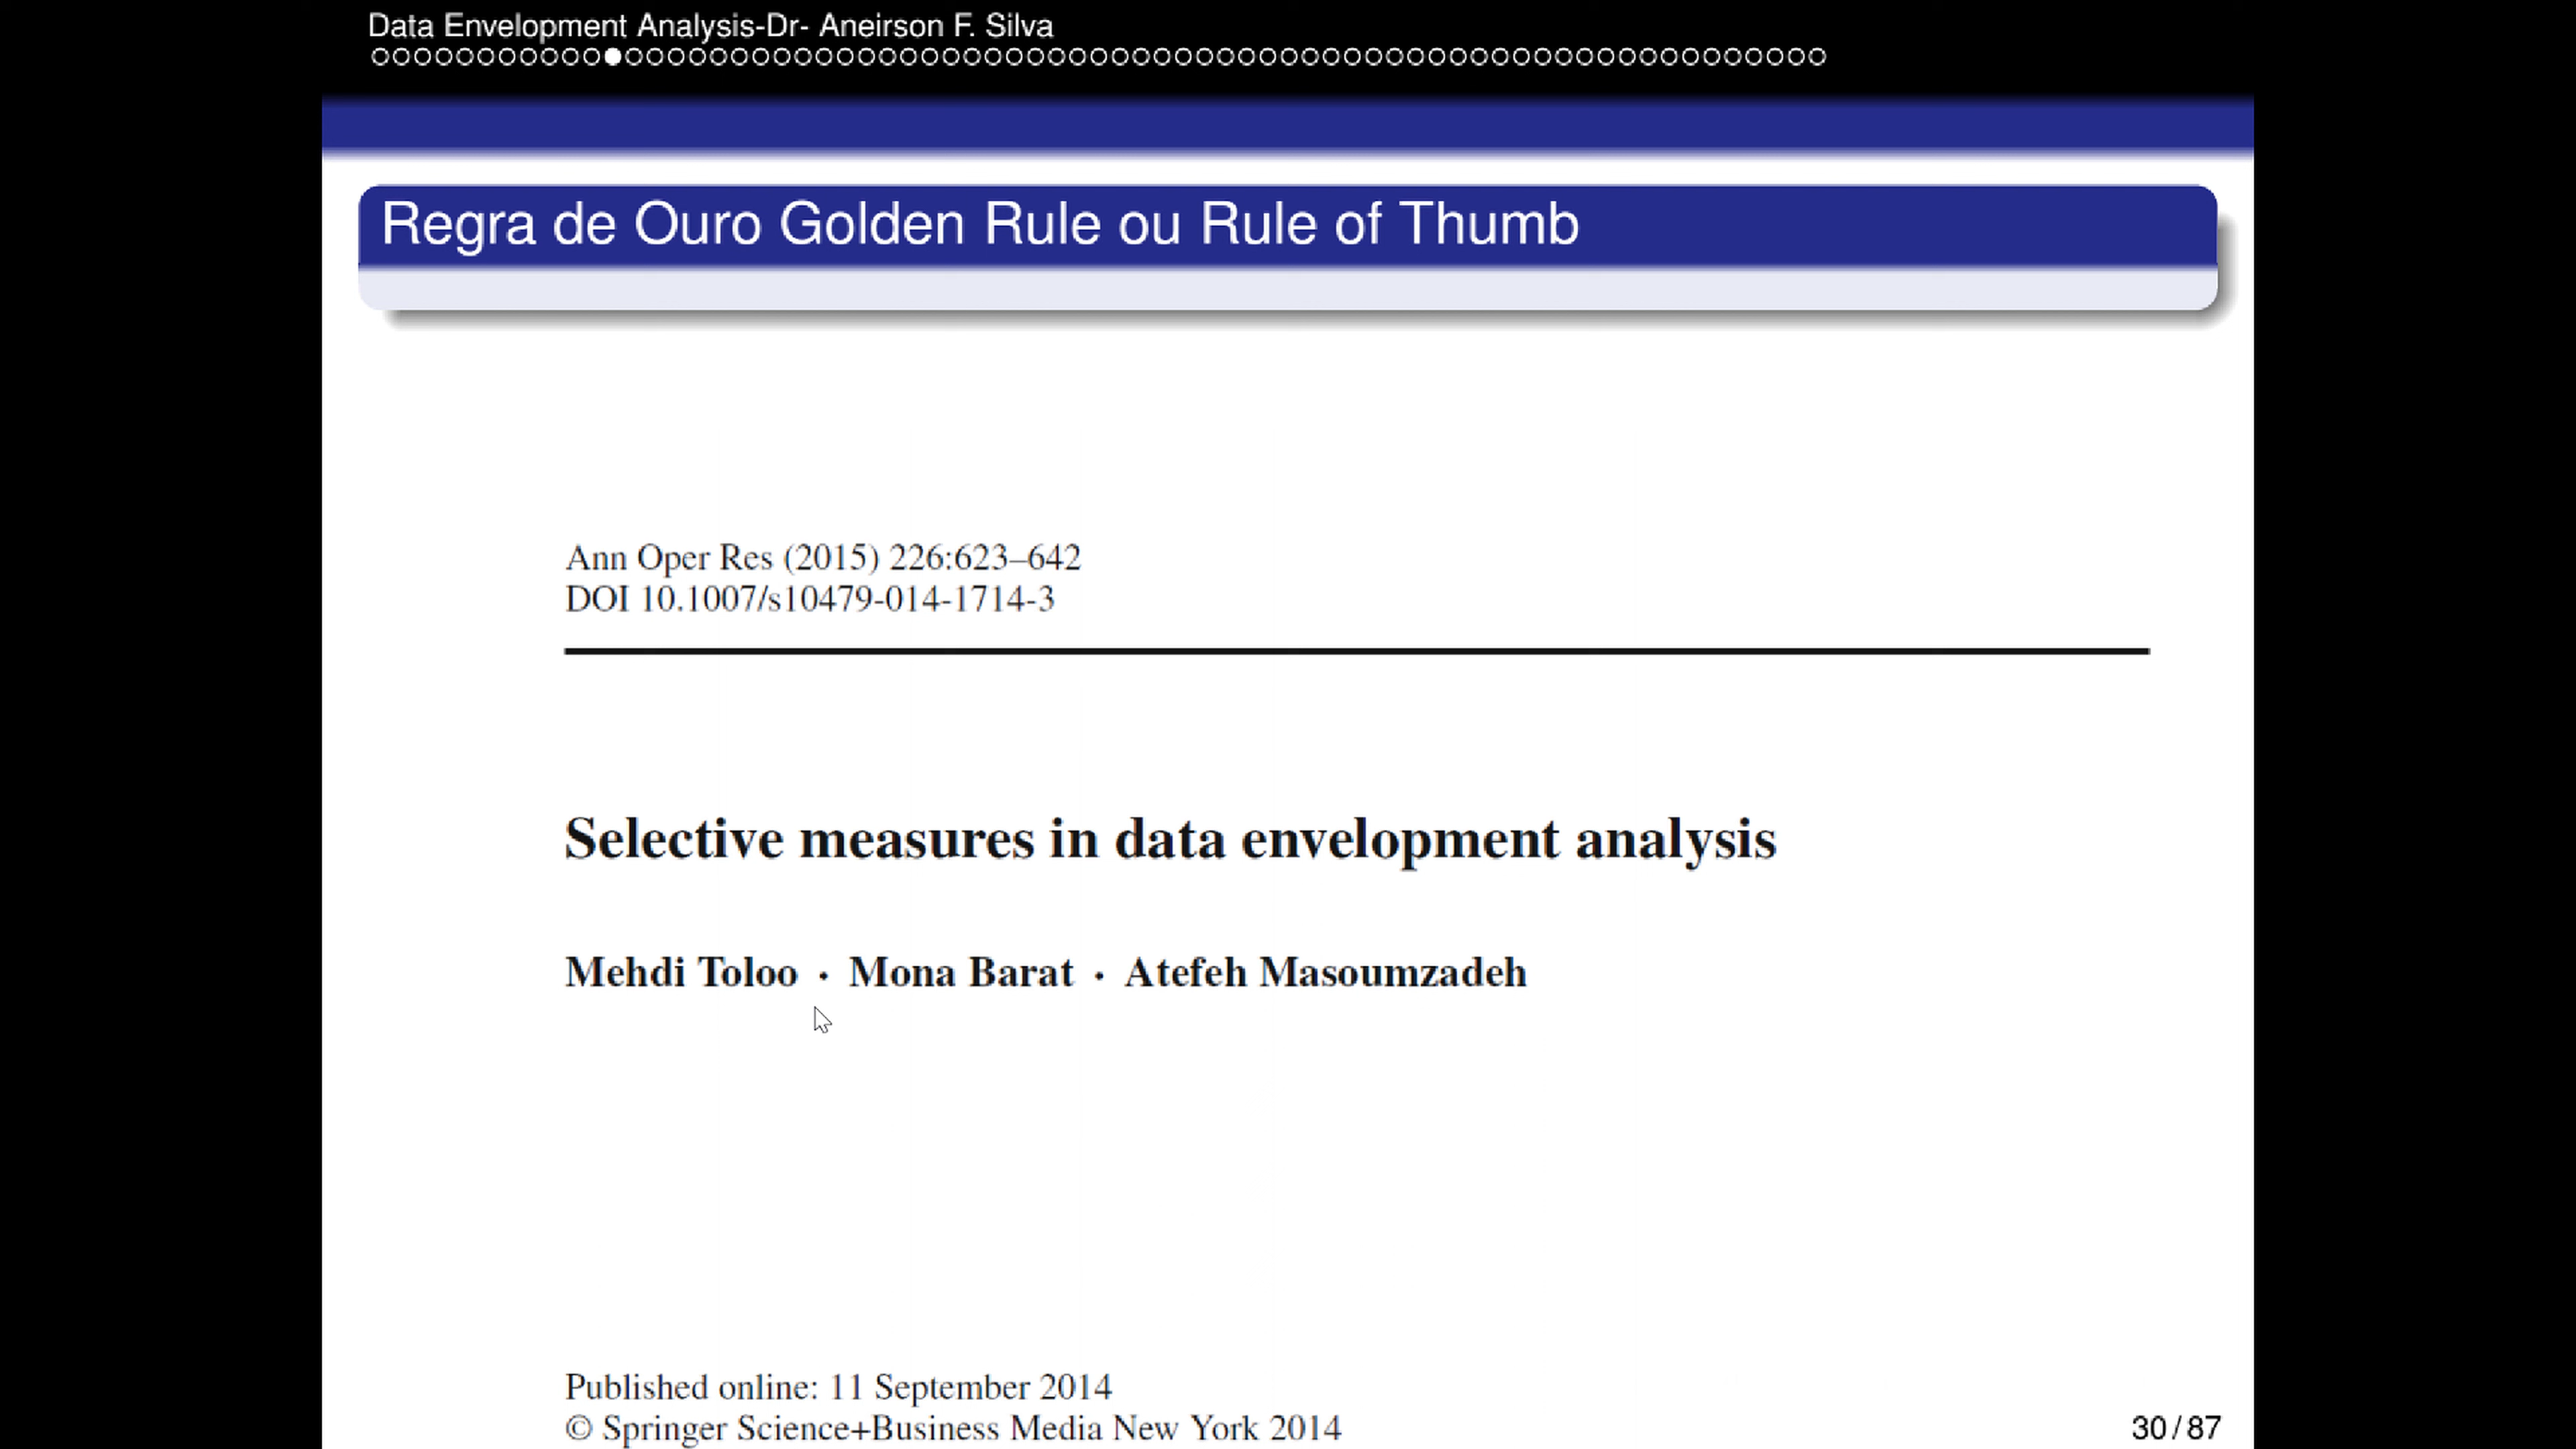 Data Envelopment Analysis-Dr- Aneirson F. Silva
Regra de Ouro Golden Rule ou Rule of Thumb
Ann Oper Res (2015) 226:623–642
DOI 10.1007/s10479-014-1714-3
Selective measures in data envelopment analysis
Mehdi Toloo · Mona Barat · Atefeh Masoumzadeh
Published online: 11 September 2014
© Springer Science+Business Media New York 2014
30/87